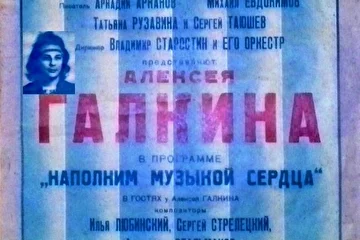 Писатель АРКАДИЙ АРКАНОВ МИХАИЛ ЕВДОКИМОВ
ТАТЬЯНА РУЗАВИНА И СЕРГЕЙ ТАЮШЕВ
Дирижер ВЛАДИМИР СТАРОСТИН И ЕГО ОРКЕСТР
ПРЕДСТАВЛЯЮТ
АЛЕКСЕЯ
ГАЛКИНА
В ПРОГРАММЕ
„НАПОЛНИМ МУЗЫКОЙ СЕРДЦА"
В ГОСТЯХ у Алексея ГАЛКИНА
композиторы
ИЛЬЯ ЛЮБИНСКИЙ, СЕРГЕЙ СТРЕЛЕЦКИЙ,